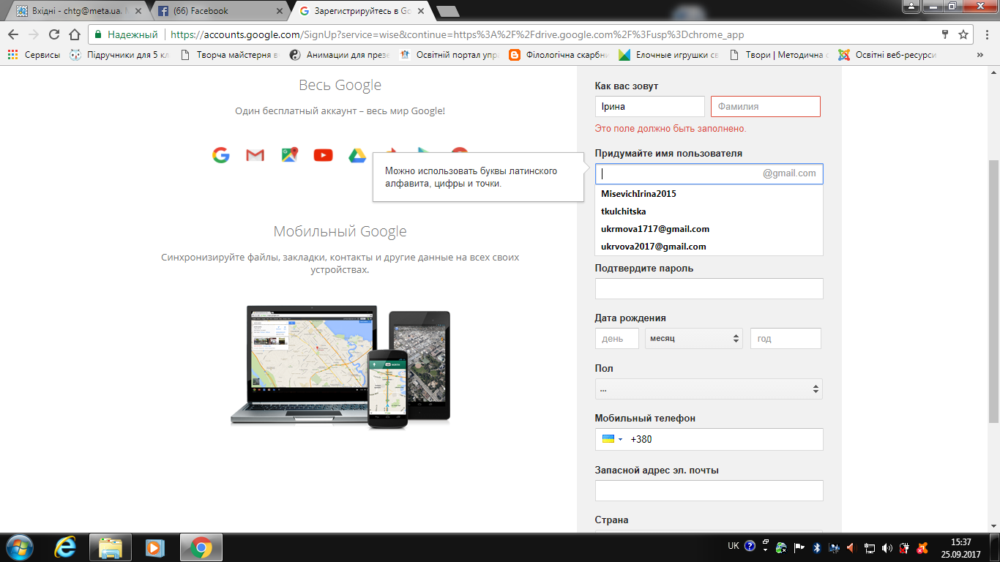 Вхідні - chtg@meta.ua.
(66) Facebook
Зарегистрируйтесь в Go
Надежный
https://accounts.google.com/SignUp?service=wise&continue=https%3A%2F%2Fdrive.google.com%2F%3Fusp%3Dchrome_app
Сервисы
Підручники для 5 кл
Творча майстерня в
Анимации для през
Освітній портал упр
Філологічна скарбн
Елочные игрушки св
Твори | Методична
Освітні веб-ресурси
»
Весь Google
Один бесплатный аккаунт – весь мир Google!
Мобильный Google
Синхронизируйте файлы, закладки, контакты и другие данные на всех своих
устройствах.
Как вас зовут
Ірина
Фамилия
Это поле должно быть заполнено.
Придумайте имя пользователя
@gmail.com
Можно использовать буквы латинского
алфавита, цифры и точки.
MisevichIrina2015
tkulchitska
ukrmova1717@gmail.com
ukrvova2017@gmail.com
Подтвердите пароль
Дата рождения
день
месяц
год
Пол
...
Мобильный телефон
+380
Запасной адрес эл. почты
Страна
UK
15:37
25.09.2017